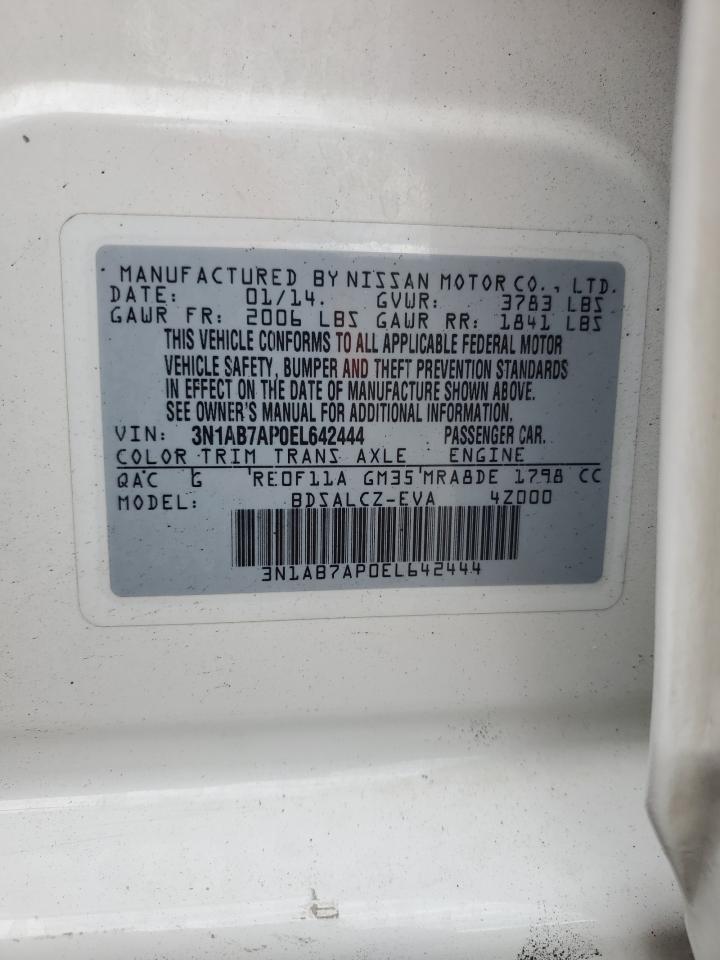 MANUFACTURED BY NISSAN MOTOR CO., LTD.
DATE: 01/14. GVWR: 3783 LBS
GAWR FR: 2006 LBS GAWR RR: 1841 LBS
THIS VEHICLE CONFORMS TO ALL APPLICABLE FEDERAL MOTOR
VEHICLE SAFETY, BUMPER AND THEFT PREVENTION STANDARDS
IN EFFECT ON THE DATE OF MANUFACTURE SHOWN ABOVE.
SEE OWNER'S MANUAL FOR ADDITIONAL INFORMATION.
VIN: 3N1AB7AP0EL642444 PASSENGER CAR.
COLOR TRIM TRANS AXLE ENGINE
QAC G RE0F11A GM35 MRA8DE 1798 CC
MODEL: BDSALCZ-EVA 4Z000
3N1AB7AP0EL642444